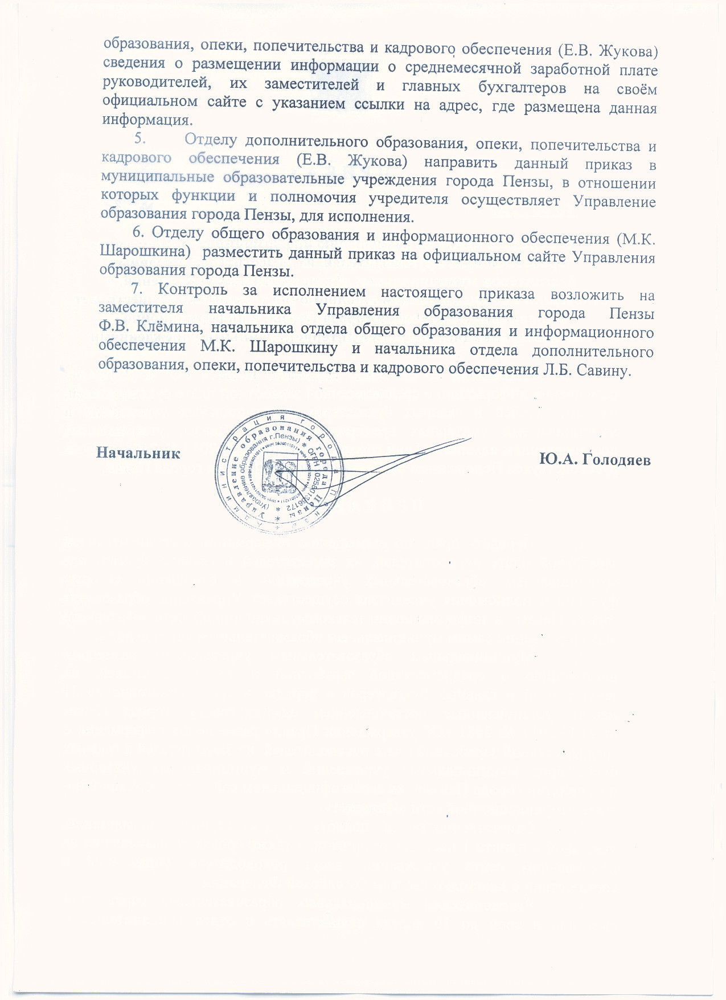 образования, опеки, попечительства и кадрового обеспечения (Е.В. Жукова)
сведения о размещении информации о среднемесячной заработной плате
руководителей, их заместителей и главных бухгалтеров на своём
официальном сайте с указанием ссылки на адрес, где размещена данная
информация.
5. Отделу дополнительного образования, опеки, попечительства и
кадрового обеспечения (Е.В. Жукова) направить данный приказ в
муниципальные образовательные учреждения города Пензы, в отношении
которых функции и полномочия учредителя осуществляет Управление
образования города Пензы, для исполнения.
6. Отделу общего образования и информационного обеспечения (М.К.
Шарошкина) разместить данный приказ на официальном сайте Управления
образования города Пензы.
7. Контроль за исполнением настоящего приказа возложить на
заместителя начальника Управления образования города Пензы
Ф.В. Клёмина, начальника отдела общего образования и информационного
обеспечения М.К. Шарошкину и начальника отдела дополнительного
образования, опеки, попечительства и кадрового обеспечения Л.Б. Савину.
Начальник
Ю.А. Голодяев
Администрация города Пензы *
Управление образования города Пензы *
(Управление образования г.Пензы) * ОГРН 1025801366172 *